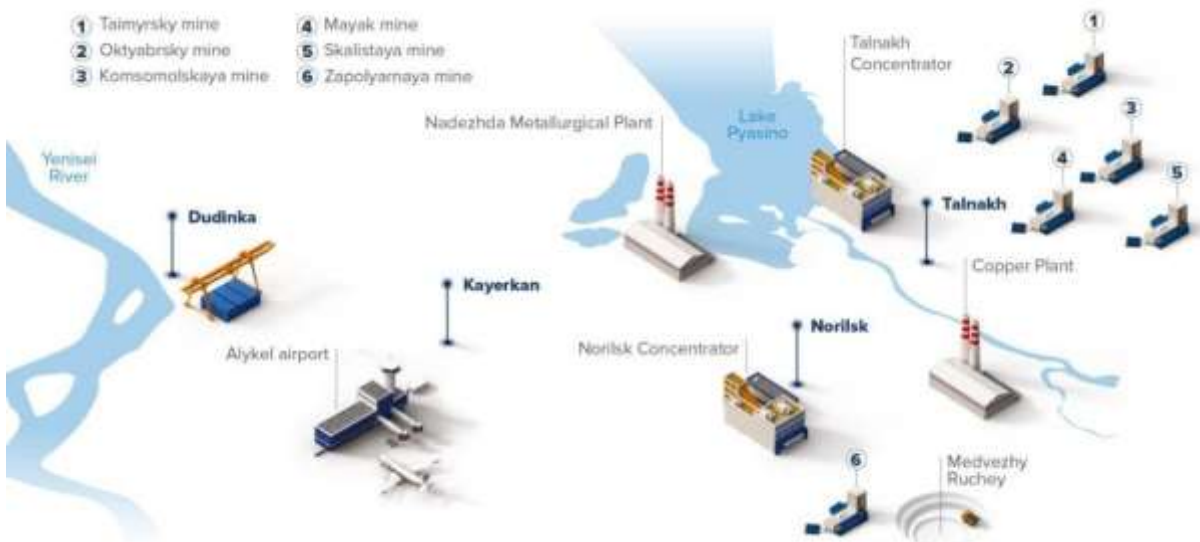 1 Taimyrsky mine
2 Oktyabrsky mine
3 Komsomolskaya mine
4 Mayak mine
5 Skalistaya mine
6 Zapolyarnaya mine
Talnakh
Concentrator
1
2
3
4
5
Nadezhda Metallurgical Plant
Lake
Pyasino
Yenisei
River
Dudinka
Talnakh
Copper Plant
Kayerkan
Norilsk
Alykel airport
Norilsk Concentrator
6
Medvezhy
Ruchey